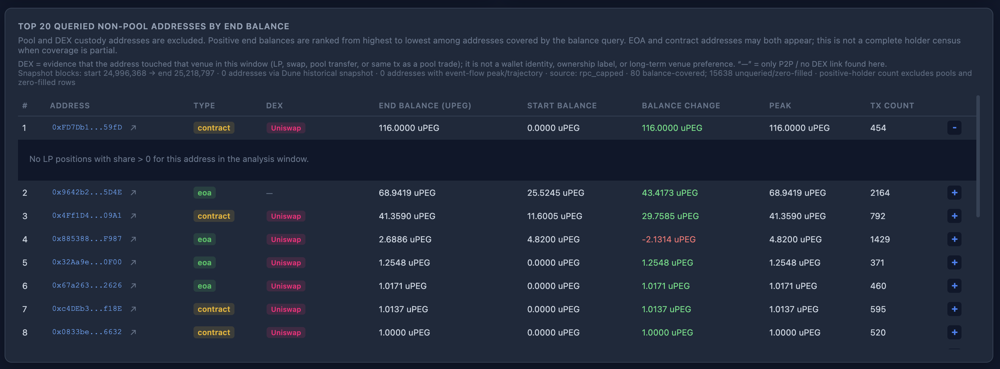 TOP 20 QUERIED NON-POOL ADDRESSES BY END BALANCE
Pool and DEX custody addresses are excluded. Positive end balances are ranked from highest to lowest among addresses covered by the balance query. EOA and contract addresses may both appear; this is not a complete holder census
when coverage is partial.
DEX = evidence that the address touched that venue in this window (LP, swap, pool transfer, or same tx as a pool trade); it is not a wallet identity, ownership label, or long-term venue preference. “—” = only P2P / no DEX link found here.
Snapshot blocks: start 24,996,368 → end 25,218,797 · 0 addresses via Dune historical snapshot · 0 addresses with event-flow peak/trajectory · source: rpc_capped · 80 balance-covered; 15638 unqueried/zero-filled · positive-holder count excludes pools and
zero-filled rows
# ADDRESS TYPE DEX END BALANCE (UPEG) START BALANCE BALANCE CHANGE PEAK TX COUNT
1 0xFD7Db1...59fD ↗ contract Uniswap 116.0000 uPEG 0.0000 uPEG 116.0000 uPEG 116.0000 uPEG 454 -
No LP positions with share > 0 for this address in the analysis window.
2 0x9642b2...5D4E ↗ eoa — 68.9419 uPEG 25.5245 uPEG 43.4173 uPEG 68.9419 uPEG 2164 +
3 0x4Ff1D4...09A1 ↗ contract Uniswap 41.3590 uPEG 11.6005 uPEG 29.7585 uPEG 41.3590 uPEG 792 +
4 0x885388...F987 ↗ eoa Uniswap 2.6886 uPEG 4.8200 uPEG -2.1314 uPEG 4.8200 uPEG 1429 +
5 0x32Aa9e...0F00 ↗ eoa Uniswap 1.2548 uPEG 0.0000 uPEG 1.2548 uPEG 1.2548 uPEG 371 +
6 0x67a263...2626 ↗ eoa Uniswap 1.0171 uPEG 0.0000 uPEG 1.0171 uPEG 1.0171 uPEG 460 +
7 0xc4DEb3...f18E ↗ contract Uniswap 1.0137 uPEG 0.0000 uPEG 1.0137 uPEG 1.0137 uPEG 595 +
8 0x0833be...6632 ↗ contract Uniswap 1.0000 uPEG 0.0000 uPEG 1.0000 uPEG 1.0000 uPEG 520 +